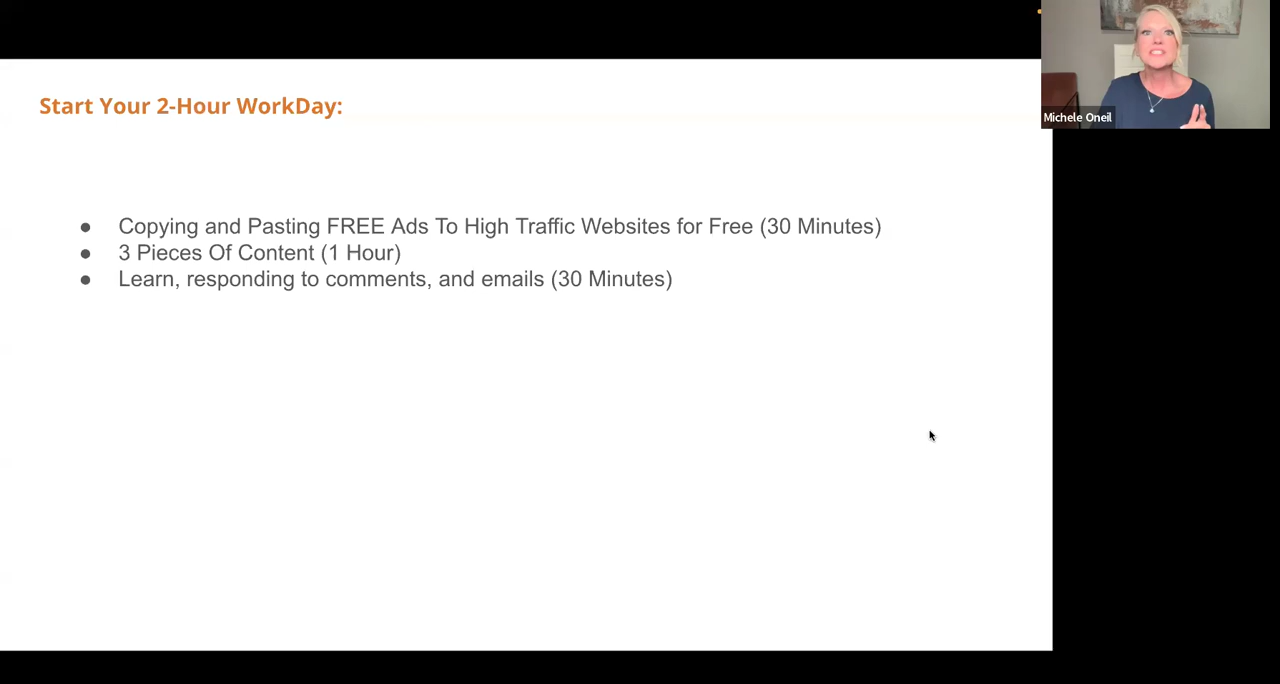 Start Your 2-Hour WorkDay:
● Copying and Pasting FREE Ads To High Traffic Websites for Free (30 Minutes)
● 3 Pieces Of Content (1 Hour)
● Learn, responding to comments, and emails (30 Minutes)
Michele Oneil